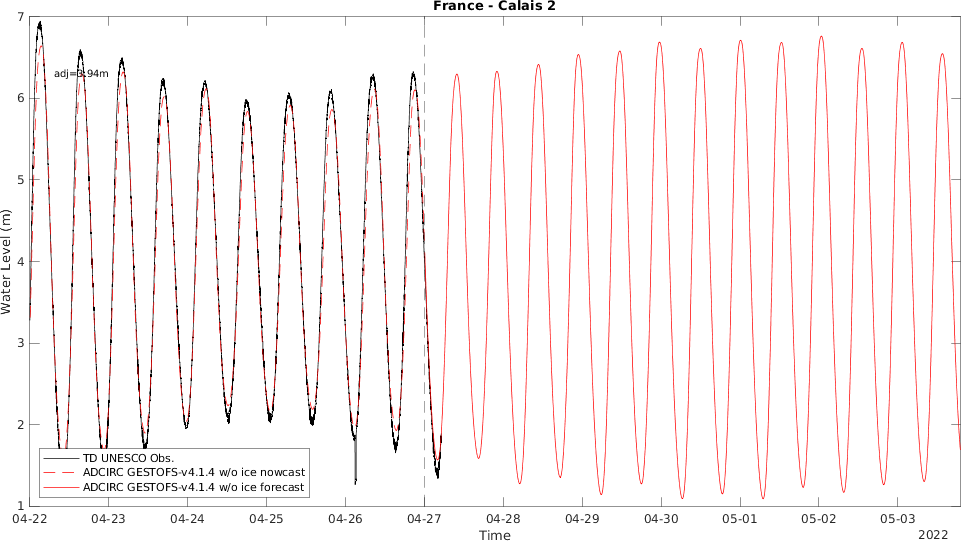 France - Calais 2
7
6
5
4
3
2
1
Water Level (m)
adj=3.94m
TD UNESCO Obs.
ADCIRC GESTOFS-v4.1.4 w/o ice nowcast
ADCIRC GESTOFS-v4.1.4 w/o ice forecast
04-22 04-23 04-24 04-25 04-26 04-27 04-28 04-29 04-30 05-01 05-02 05-03
Time
2022